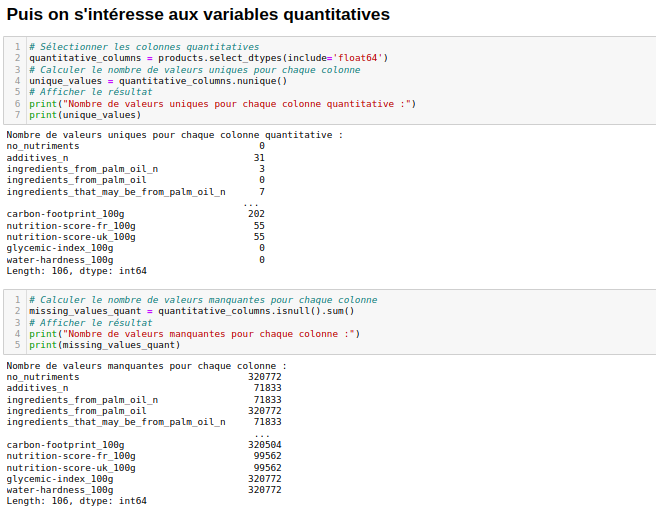 Puis on s'intéresse aux variables quantitatives
1 # Sélectionner les colonnes quantitatives
2 quantitative_columns = products.select_dtypes(include='float64')
3 # Calculer le nombre de valeurs uniques pour chaque colonne
4 unique_values = quantitative_columns.nunique()
5 # Afficher le résultat
6 print("Nombre de valeurs uniques pour chaque colonne quantitative :")
7 print(unique_values)
Nombre de valeurs uniques pour chaque colonne quantitative :
no_nutriments 0
additives_n 31
ingredients_from_palm_oil_n 3
ingredients_from_palm_oil 0
ingredients_that_may_be_from_palm_oil_n 7
...
carbon-footprint_100g 202
nutrition-score-fr_100g 55
nutrition-score-uk_100g 55
glycemic-index_100g 0
water-hardness_100g 0
Length: 106, dtype: int64
1 # Calculer le nombre de valeurs manquantes pour chaque colonne
2 missing_values_quant = quantitative_columns.isnull().sum()
3 # Afficher le résultat
4 print("Nombre de valeurs manquantes pour chaque colonne :")
5 print(missing_values_quant)
Nombre de valeurs manquantes pour chaque colonne :
no_nutriments 320772
additives_n 71833
ingredients_from_palm_oil_n 71833
ingredients_from_palm_oil 320772
ingredients_that_may_be_from_palm_oil_n 71833
...
carbon-footprint_100g 320504
nutrition-score-fr_100g 99562
nutrition-score-uk_100g 99562
glycemic-index_100g 320772
water-hardness_100g 320772
Length: 106, dtype: int64